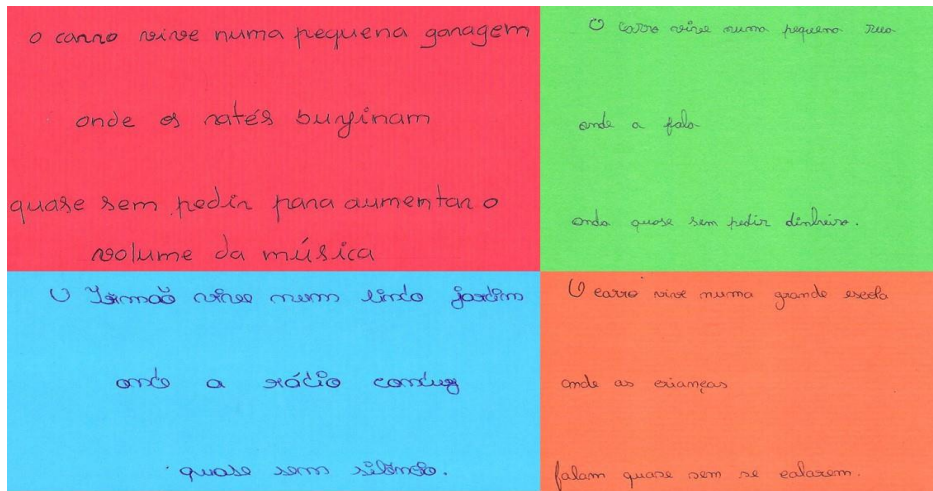 o carro vive numa pequena garagem
onde os ratés buzinam
quase sem pedir para aumentar o
volume da música
O carro vive numa pequena rua
onde a fala
anda quase sem pedir dinheiro.
O Irmão vive num lindo jardim
onde a rádio conduz
quase sem silêncio.
O carro vive numa grande escola
onde as crianças
falam quase sem se calarem.